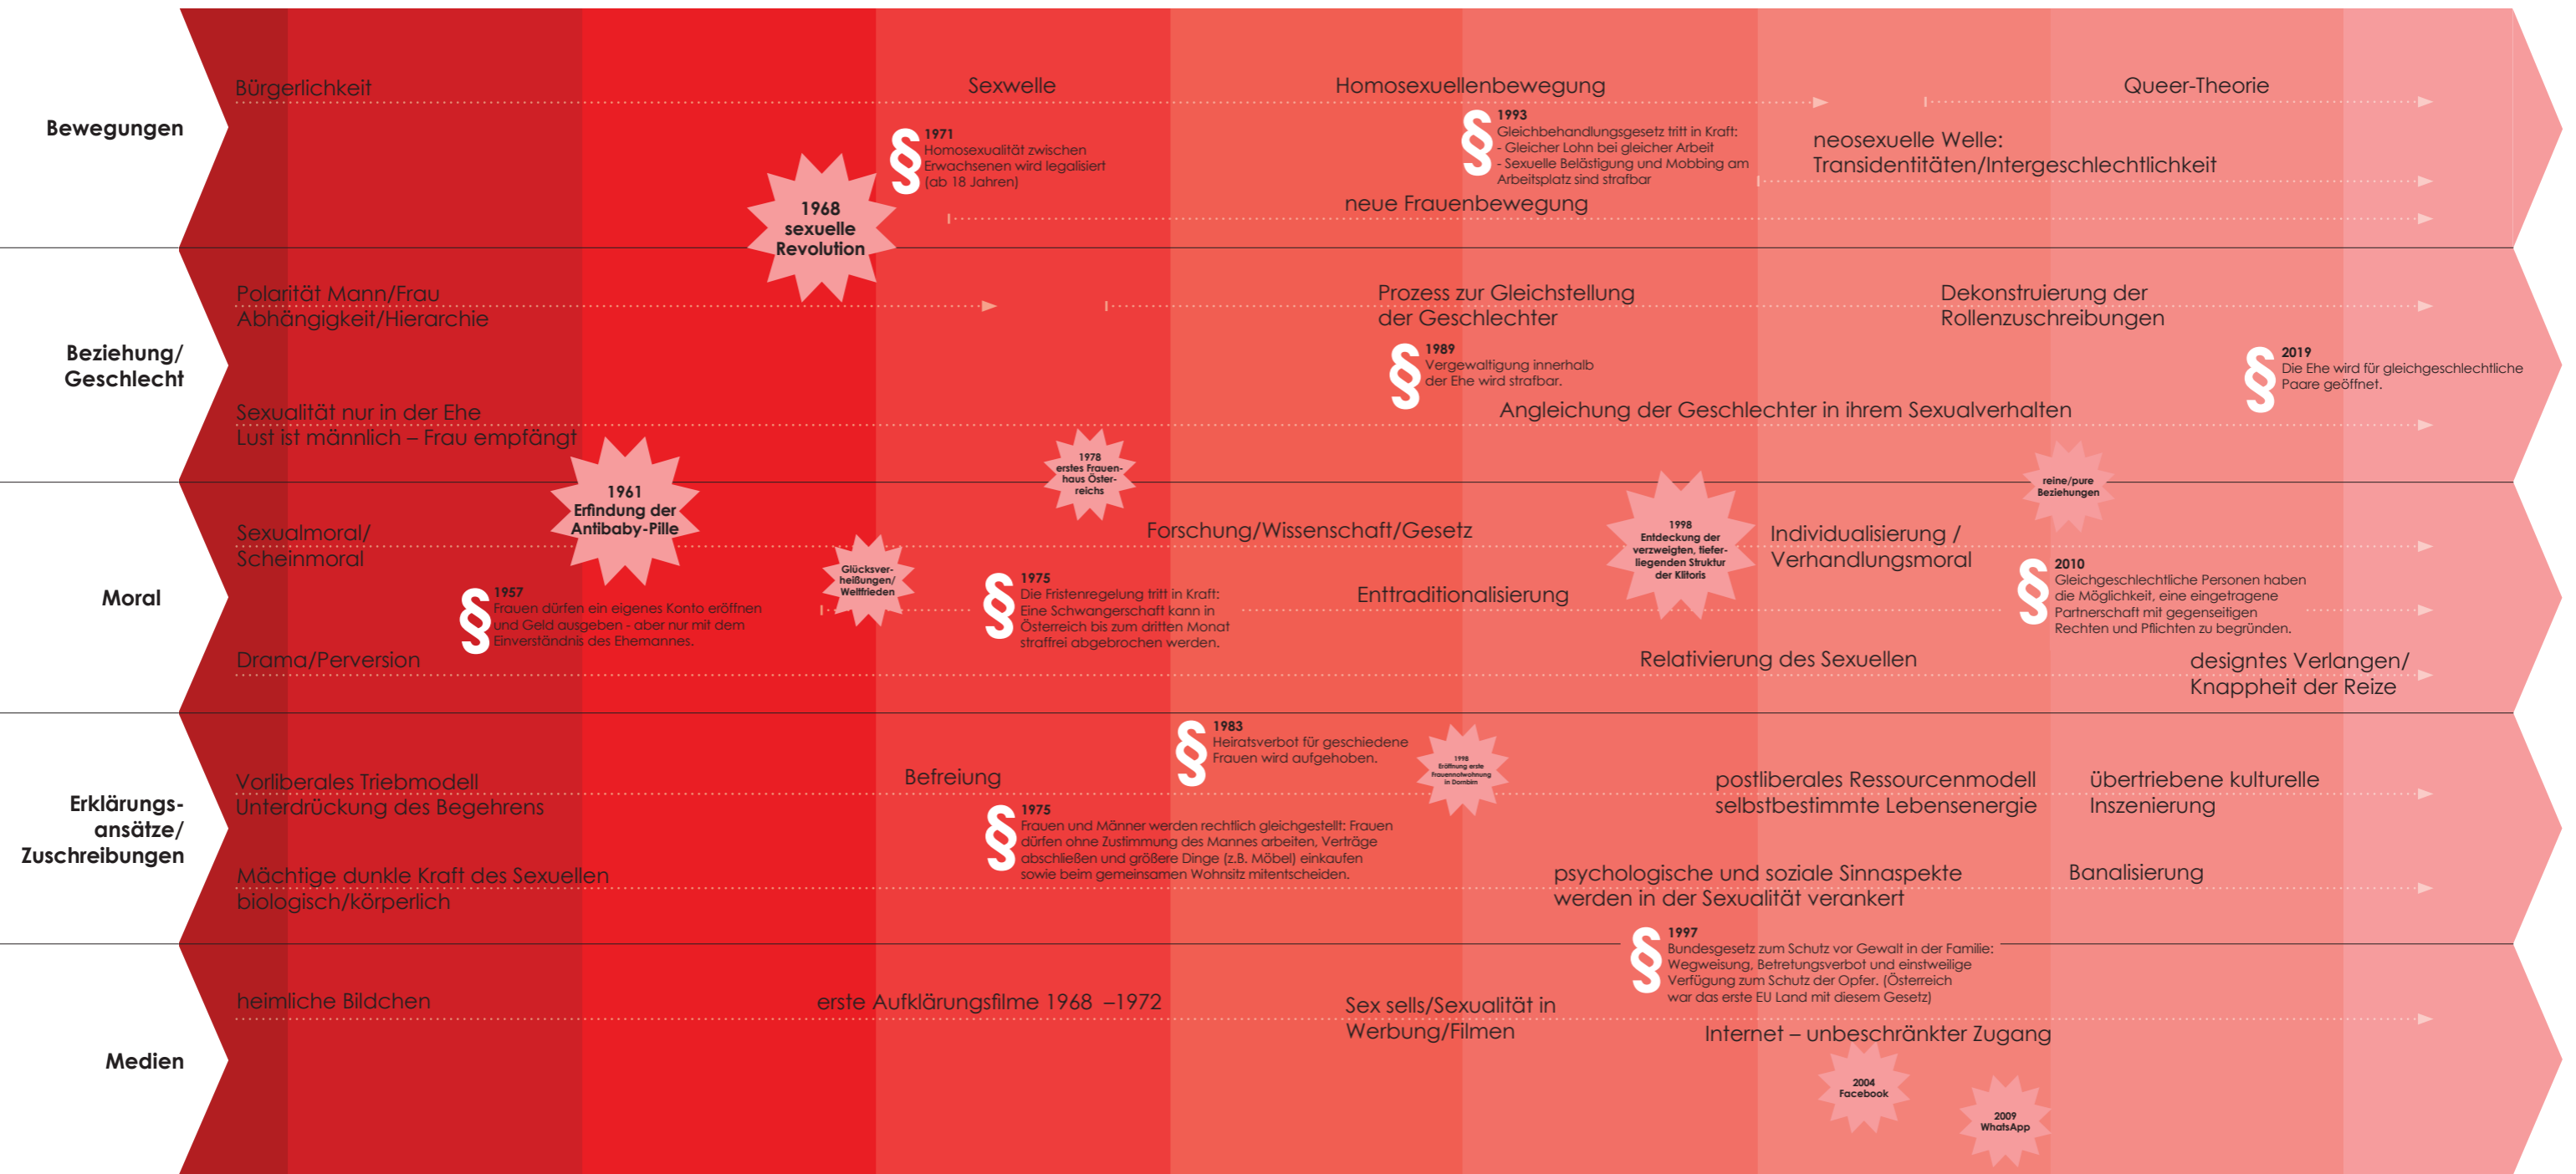 Bewegungen
Bürgerlichkeit
Sexwelle
Homosexuellenbewegung
Queer-Theorie
§
1971
Homosexualität zwischen
Erwachsenen wird legalisiert
(ab 18 Jahren)
§
1993
Gleichbehandlungsgesetz tritt in Kraft:
- Gleicher Lohn bei gleicher Arbeit
- Sexuelle Belästigung und Mobbing am
Arbeitsplatz sind strafbar
neosexuelle Welle:
Transidentitäten/Intergeschlechtlichkeit
neue Frauenbewegung
1968
sexuelle
Revolution
Beziehung/
Geschlecht
Polarität Mann/Frau
Abhängigkeit/Hierarchie
Prozess zur Gleichstellung
der Geschlechter
Dekonstruierung der
Rollenzuschreibungen
§
1989
Vergewaltigung innerhalb
der Ehe wird strafbar.
§
2019
Die Ehe wird für gleichgeschlechtliche
Paare geöffnet.
Sexualität nur in der Ehe
Lust ist männlich – Frau empfängt
Angleichung der Geschlechter in ihrem Sexualverhalten
1978
erstes Frauen-
haus Öster-
reichs
reine/pure
Beziehungen
1961
Erfindung der
Antibaby-Pille
Moral
Sexualmoral/
Scheinmoral
Forschung/Wissenschaft/Gesetz
1998
Entdeckung der
verzweigten, tiefer-
liegenden Struktur
der Klitoris
Individualisierung /
Verhandlungsmoral
Glücksver-
heißungen/
Weltfrieden
§
1957
Frauen dürfen ein eigenes Konto eröffnen
und Geld ausgeben - aber nur mit dem
Einverständnis des Ehemannes.
§
1975
Die Fristenregelung tritt in Kraft:
Eine Schwangerschaft kann in
Österreich bis zum dritten Monat
straffrei abgebrochen werden.
Enttraditionalisierung
§
2010
Gleichgeschlechtliche Personen haben
die Möglichkeit, eine eingetragene
Partnerschaft mit gegenseitigen
Rechten und Pflichten zu begründen.
Drama/Perversion
Relativierung des Sexuellen
designtes Verlangen/
Knappheit der Reize
Erklärungs-
ansätze/
Zuschreibungen
§
1983
Heiratsverbot für geschiedene
Frauen wird aufgehoben.
1998
Eröffnung erste
Frauennotwohnung
in Dornbirn
Vorliberales Triebmodell
Unterdrückung des Begehrens
Befreiung
postliberales Ressourcenmodell
selbstbestimmte Lebensenergie
übertriebene kulturelle
Inszenierung
§
1975
Frauen und Männer werden rechtlich gleichgestellt: Frauen
dürfen ohne Zustimmung des Mannes arbeiten, Verträge
abschließen und größere Dinge (z.B. Möbel) einkaufen
sowie beim gemeinsamen Wohnsitz mitentscheiden.
Mächtige dunkle Kraft des Sexuellen
biologisch/körperlich
psychologische und soziale Sinnaspekte
werden in der Sexualität verankert
Banalisierung
Medien
§
1997
Bundesgesetz zum Schutz vor Gewalt in der Familie:
Wegweisung, Betretungsverbot und einstweilige
Verfügung zum Schutz der Opfer. (Österreich
war das erste EU Land mit diesem Gesetz)
heimliche Bildchen
erste Aufklärungsfilme 1968 –1972
Sex sells/Sexualität in
Werbung/Filmen
Internet – unbeschränkter Zugang
2004
Facebook
2009
WhatsApp